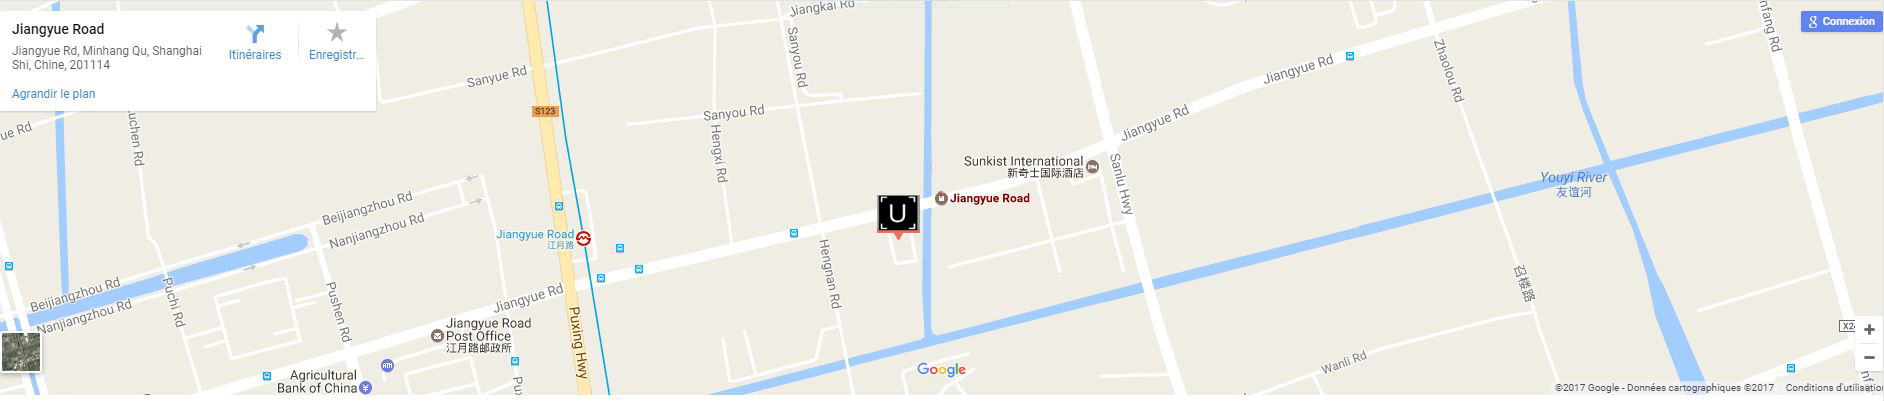 Jiangyue Road
Jiangyue Rd, Minhang Qu, Shanghai
Shi, Chine, 201114
Agrandir le plan
Itinéraires
Enregistr...
Connexion
Jiangkai Rd
Sanyou Rd
Sanyue Rd
S123
Sanyou Rd
Hengxi Rd
Jiangyue Rd
Zhaolou Rd
Jiangyue Rd
Sunkist International
新奇士国际酒店
Sanlu Hwy
Youyi River
友谊河
Jiangyue Road
U
Beijiangzhou Rd
Nanjiangzhou Rd
Jiangyue Road
江月路
Hengnan Rd
Beijiangzhou Rd
Nanjiangzhou Rd
Puchi Rd
Pushen Rd
Jiangyue Rd
Puxing Hwy
召楼路
Jiangyue Road
Post Office
江月路邮政所
ATM
Agricultural
Bank of China
¥
Google
Wanli Rd
+
−
©2017 Google - Données cartographiques ©2017
Conditions d'utilisation